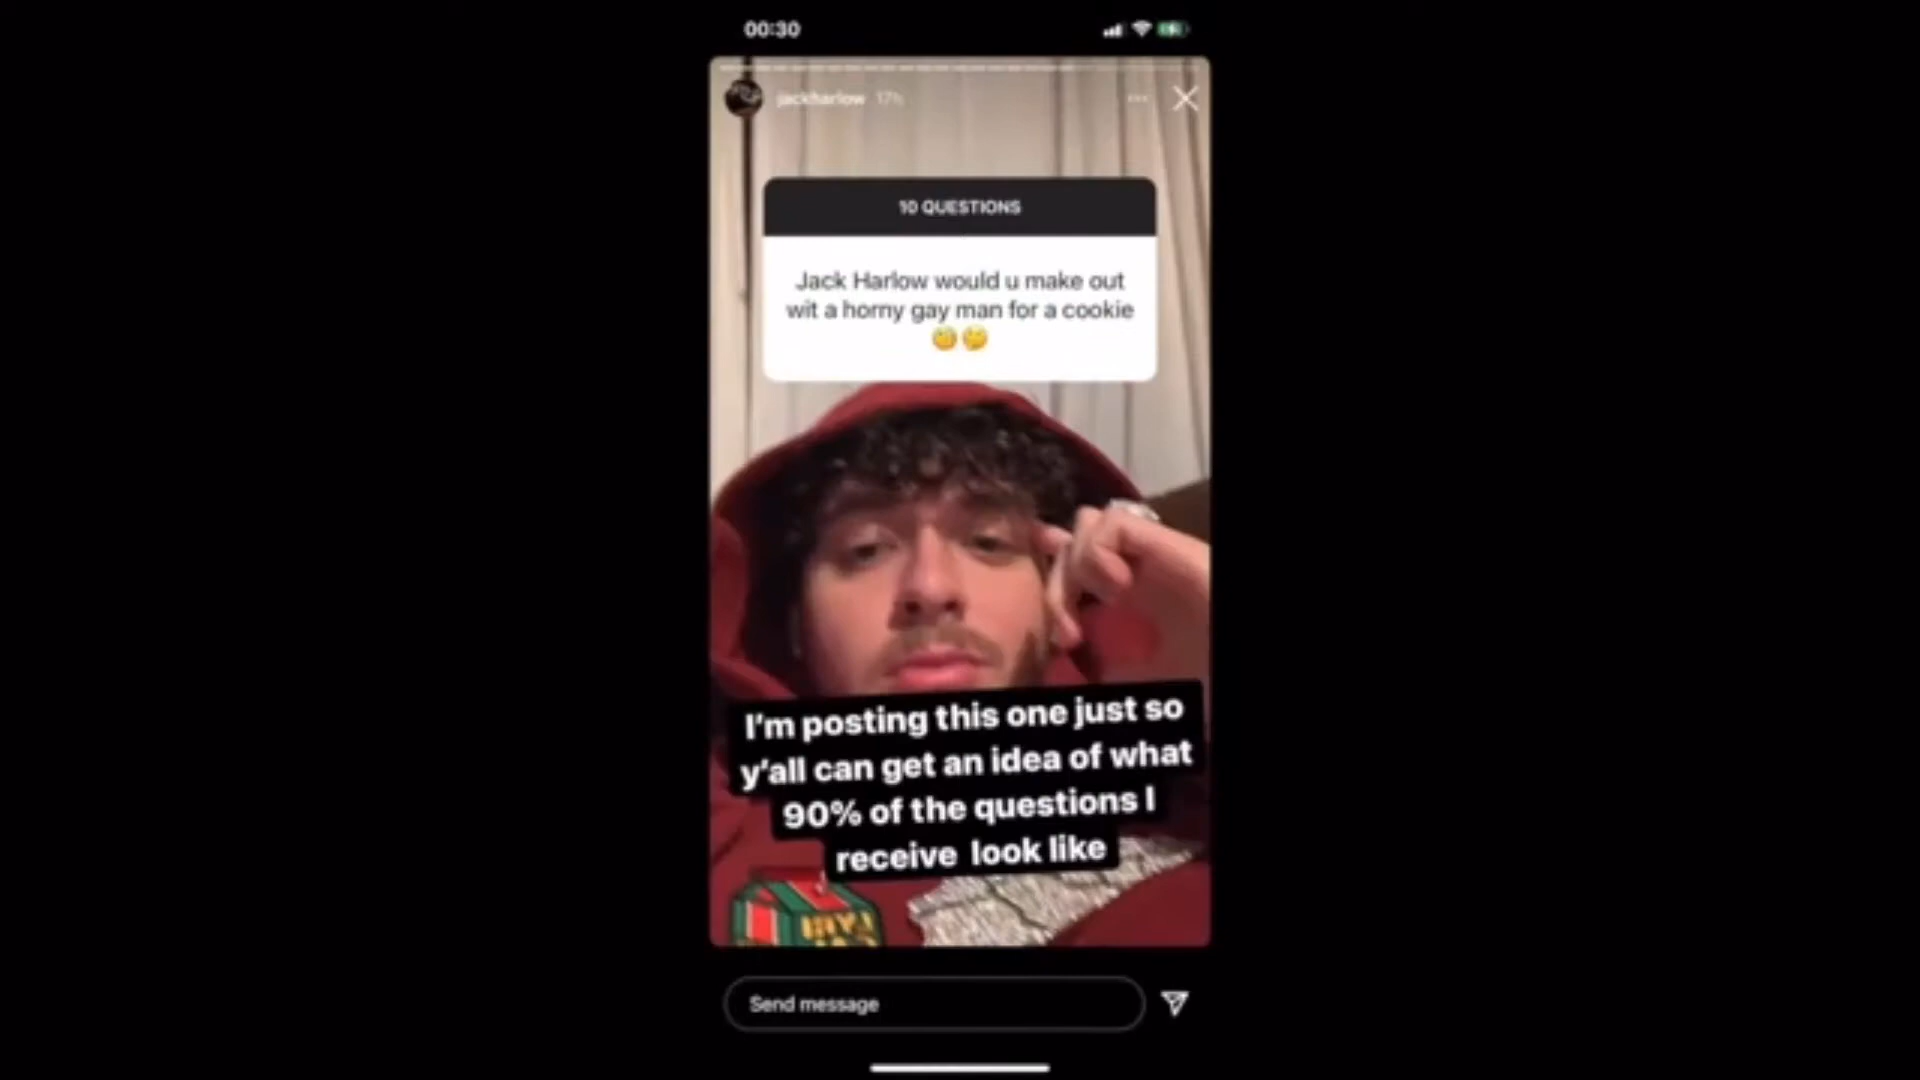 00:30
jackharlow 17h
10 QUESTIONS
Jack Harlow would u make out
wit a horny gay man for a cookie
I'm posting this one just so
y'all can get an idea of what
90% of the questions I
receive look like
Send message